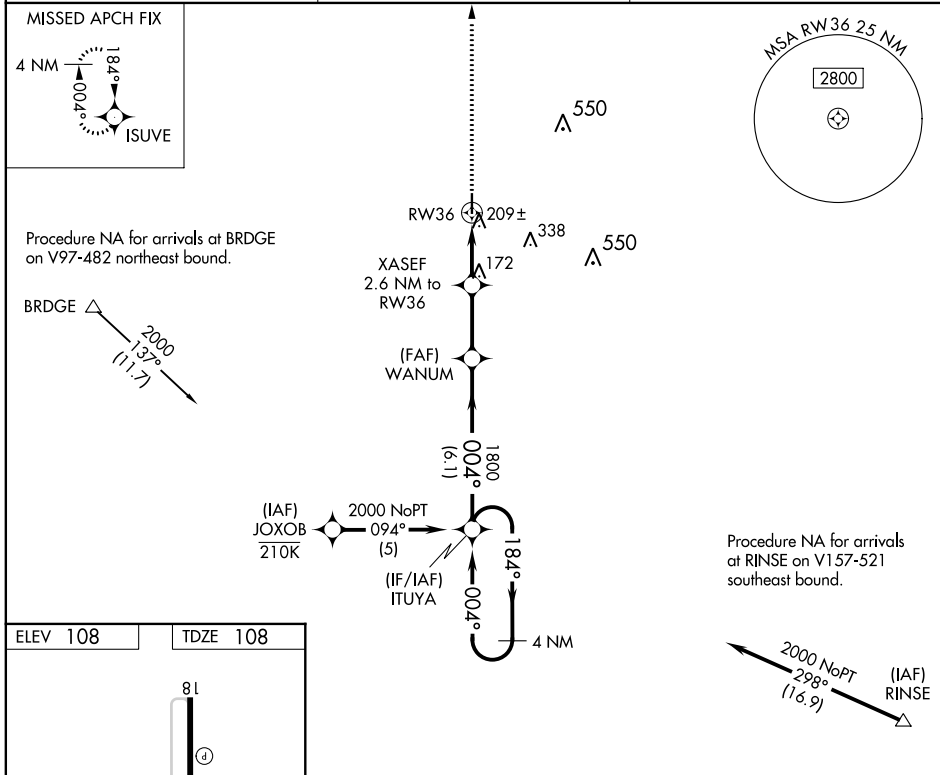 MISSED APCH FIX
4 NM
184°
004°
ISUVE
MSA RW36 25 NM
2800
550
RW36
209±
338
550
172
XASEF
2.6 NM to
RW36
Procedure NA for arrivals at BRDGE
on V97-482 northeast bound.
BRDGE
2000
137°
(11.7)
(FAF)
WANUM
1800
004°
(6.1)
(IAF)
JOXOB
210K
2000 NoPT
094°
(5)
(IF/IAF)
ITUYA
184°
004°
4 NM
Procedure NA for arrivals
at RINSE on V157-521
southeast bound.
2000 NoPT
298°
(16.9)
(IAF)
RINSE
ELEV 108
TDZE 108
18
P